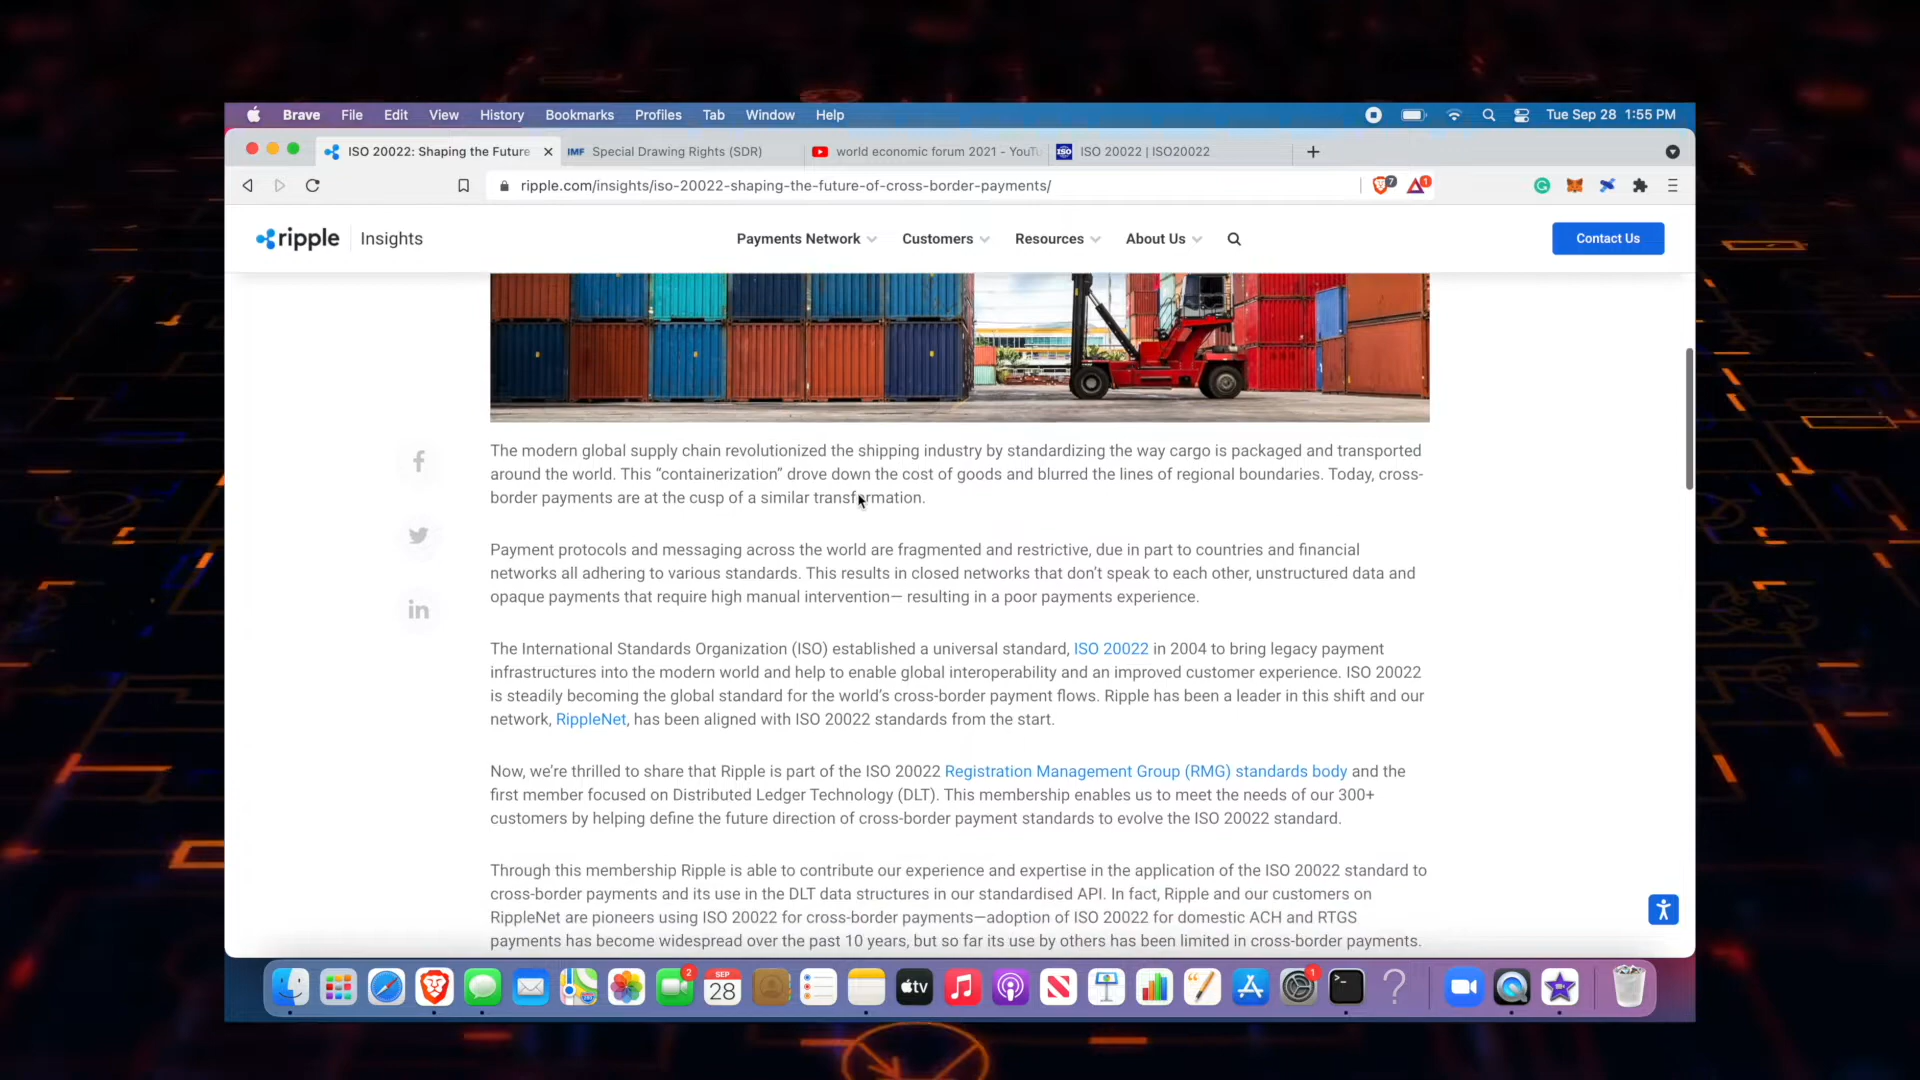 Brave File Edit View History Bookmarks Profiles Tab Window Help Tue Sep 28 1:55 PM
ISO 20022: Shaping the Future IMF Special Drawing Rights (SDR) world economic forum 2021 - YouTu ISO ISO 20022 | ISO20022
ripple.com/insights/iso-20022-shaping-the-future-of-cross-border-payments/ 7 1
ripple Insights Payments Network Customers Resources About Us Contact Us
The modern global supply chain revolutionized the shipping industry by standardizing the way cargo is packaged and transported
around the world. This “containerization” drove down the cost of goods and blurred the lines of regional boundaries. Today, cross-
border payments are at the cusp of a similar transformation.
Payment protocols and messaging across the world are fragmented and restrictive, due in part to countries and financial
networks all adhering to various standards. This results in closed networks that don’t speak to each other, unstructured data and
opaque payments that require high manual intervention— resulting in a poor payments experience.
The International Standards Organization (ISO) established a universal standard, ISO 20022 in 2004 to bring legacy payment
infrastructures into the modern world and help to enable global interoperability and an improved customer experience. ISO 20022
is steadily becoming the global standard for the world’s cross-border payment flows. Ripple has been a leader in this shift and our
network, RippleNet, has been aligned with ISO 20022 standards from the start.
Now, we’re thrilled to share that Ripple is part of the ISO 20022 Registration Management Group (RMG) standards body and the
first member focused on Distributed Ledger Technology (DLT). This membership enables us to meet the needs of our 300+
customers by helping define the future direction of cross-border payment standards to evolve the ISO 20022 standard.
Through this membership Ripple is able to contribute our experience and expertise in the application of the ISO 20022 standard to
cross-border payments and its use in the DLT data structures in our standardised API. In fact, Ripple and our customers on
RippleNet are pioneers using ISO 20022 for cross-border payments—adoption of ISO 20022 for domestic ACH and RTGS
payments has become widespread over the past 10 years, but so far its use by others has been limited in cross-border payments.
2 SEP 28 tv 1